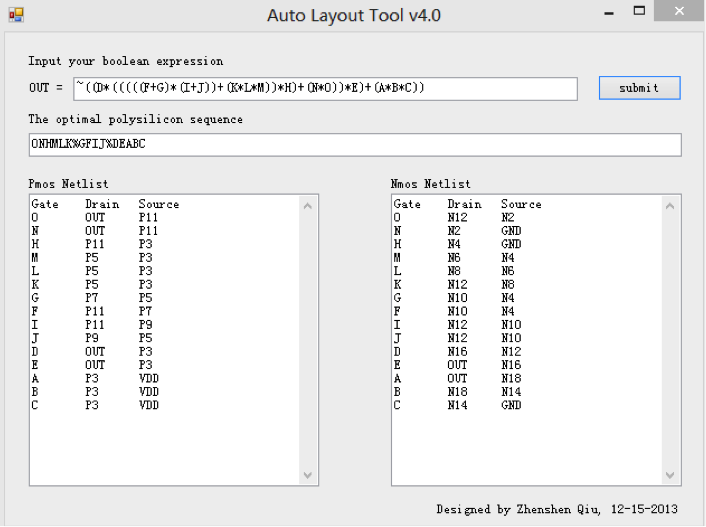 Auto Layout Tool v4.0
Input your boolean expression
OUT = ~((D*(((((F+G)*(I+J))+(K*L*M))*H)+(N*O))*E)+(A*B*C)) submit
The optimal polysilicon sequence
ONHMLK%GFIJ%DEABC
Pmos Netlist
Gate Drain Source
O OUT P11
N OUT P11
H P11 P3
M P5 P3
L P5 P3
K P5 P3
G P7 P5
F P11 P7
I P11 P9
J P9 P5
D OUT P3
E OUT P3
A P3 VDD
B P3 VDD
C P3 VDD
Nmos Netlist
Gate Drain Source
O N12 N2
N N2 GND
H N4 GND
M N6 N4
L N8 N6
K N12 N8
G N10 N4
F N10 N4
I N12 N10
J N12 N10
D N16 N12
E OUT N16
A OUT N18
B N18 N14
C N14 GND
Designed by Zhenshen Qiu, 12-15-2013